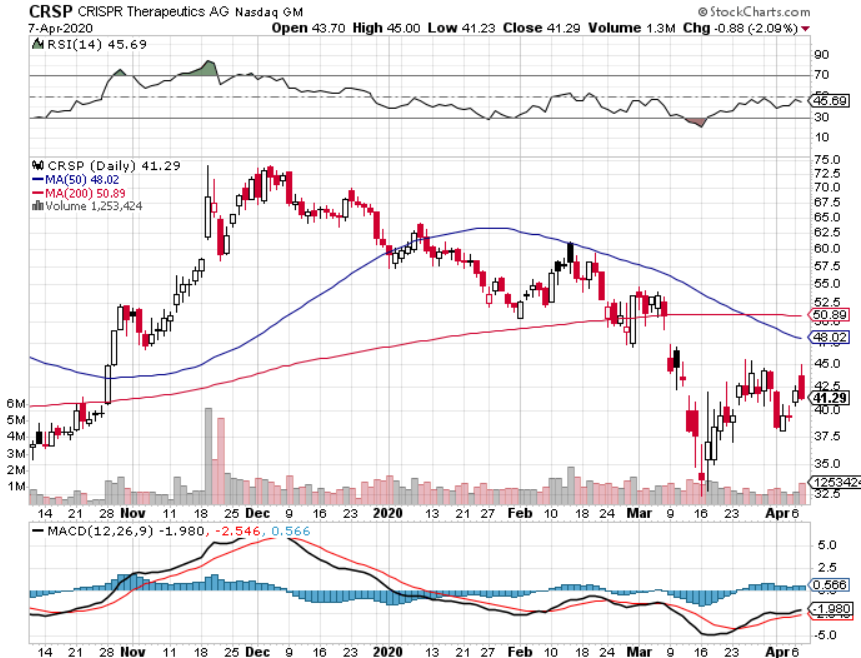 CRSP CRISPR Therapeutics AG Nasdaq GM © StockCharts.com
7-Apr-2020 Open 43.70 High 45.00 Low 41.23 Close 41.29 Volume 1.3M Chg -0.88 (-2.09%)
RSI(14) 45.69
90
70
50
45.69
30
10
CRSP (Daily) 41.29
MA(50) 48.02
MA(200) 50.89
Volume 1,253,424
75.0
72.5
70.0
67.5
65.0
62.5
60.0
57.5
55.0
52.5
50.89
48.02
45.0
42.5
41.29
40.0
37.5
35.0
32.5
6M
5M
4M
3M
2M
1M
1253424
14 21 28 Nov 11 18 25 Dec 9 16 23 2020 13 21 27 Feb 10 18 24 Mar 9 16 23 Apr 6
MACD(12,26,9) -1.980, -2.546, 0.566
5.0
2.5
0.566
-1.980
-5.0
14 21 28 Nov 11 18 25 Dec 9 16 23 2020 13 21 27 Feb 10 18 24 Mar 9 16 23 Apr 6